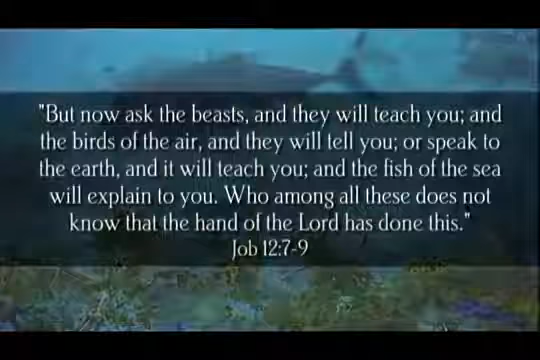 "But now ask the beasts, and they will teach you; and
the birds of the air, and they will tell you; or speak to
the earth, and it will teach you; and the fish of the sea
will explain to you. Who among all these does not
know that the hand of the Lord has done this."
Job 12:7-9